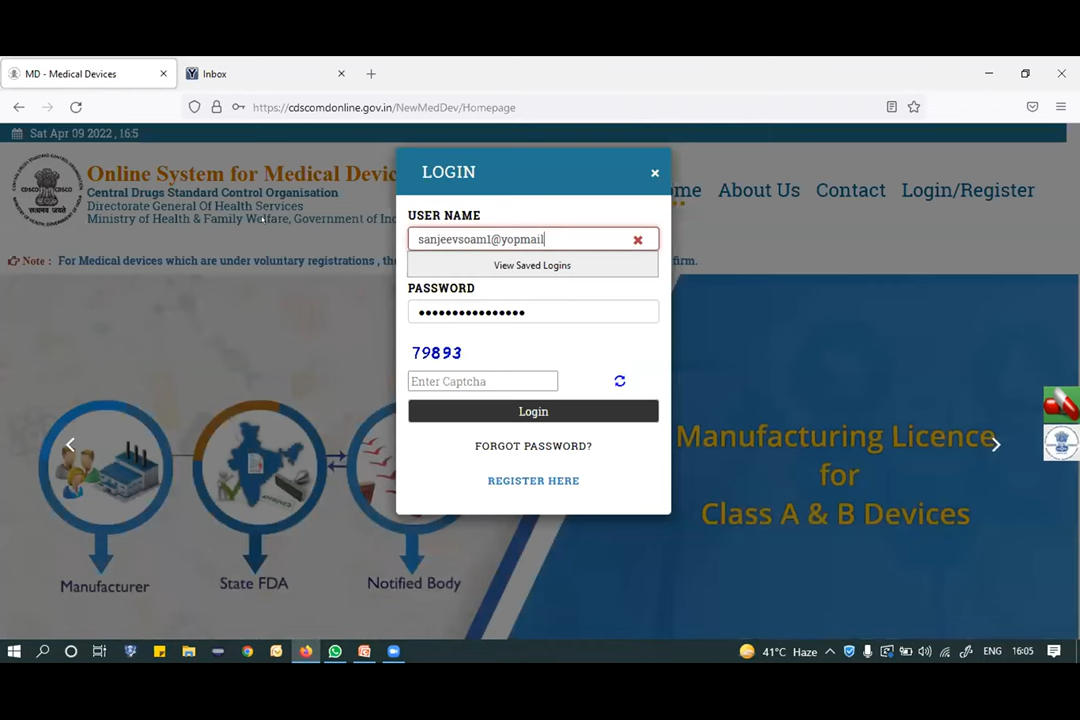 MD - Medical Devices
Inbox
https://cdscomdonline.gov.in/NewMedDev/Homepage
Sat Apr 09 2022 , 16:5
Online System for Medical Devic
Central Drugs Standard Control Organisation
Directorate General Of Health Services
Ministry of Health & Family Welfare, Government of Ind
me About Us Contact Login/Register
CDSCO
Note : For Medical devices which are under voluntary registrations , the firm.
LOGIN
USER NAME
sanjeevsoam1@yopmail
View Saved Logins
PASSWORD
••••••••••••••••
79893
Enter Captcha
Login
FORGOT PASSWORD?
REGISTER HERE
Manufacturing Licence
for
Class A & B Devices
APPROVED
Manufacturer
State FDA
Notified Body
41°C Haze
ENG
16:05